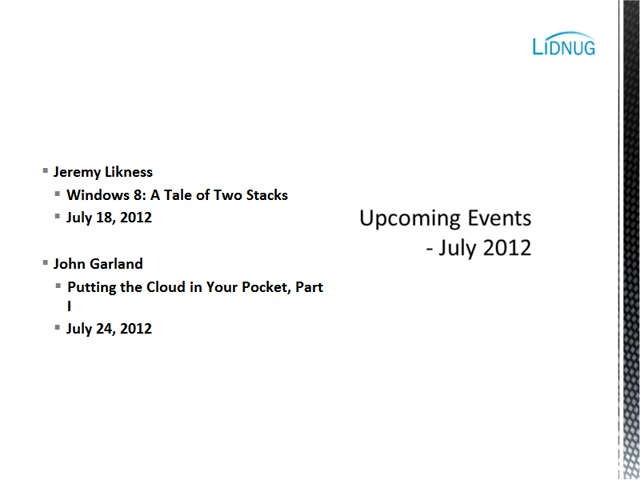 LIDNUG
Jeremy Likness
Windows 8: A Tale of Two Stacks
July 18, 2012
John Garland
Putting the Cloud in Your Pocket, Part
I
July 24, 2012
Upcoming Events
- July 2012